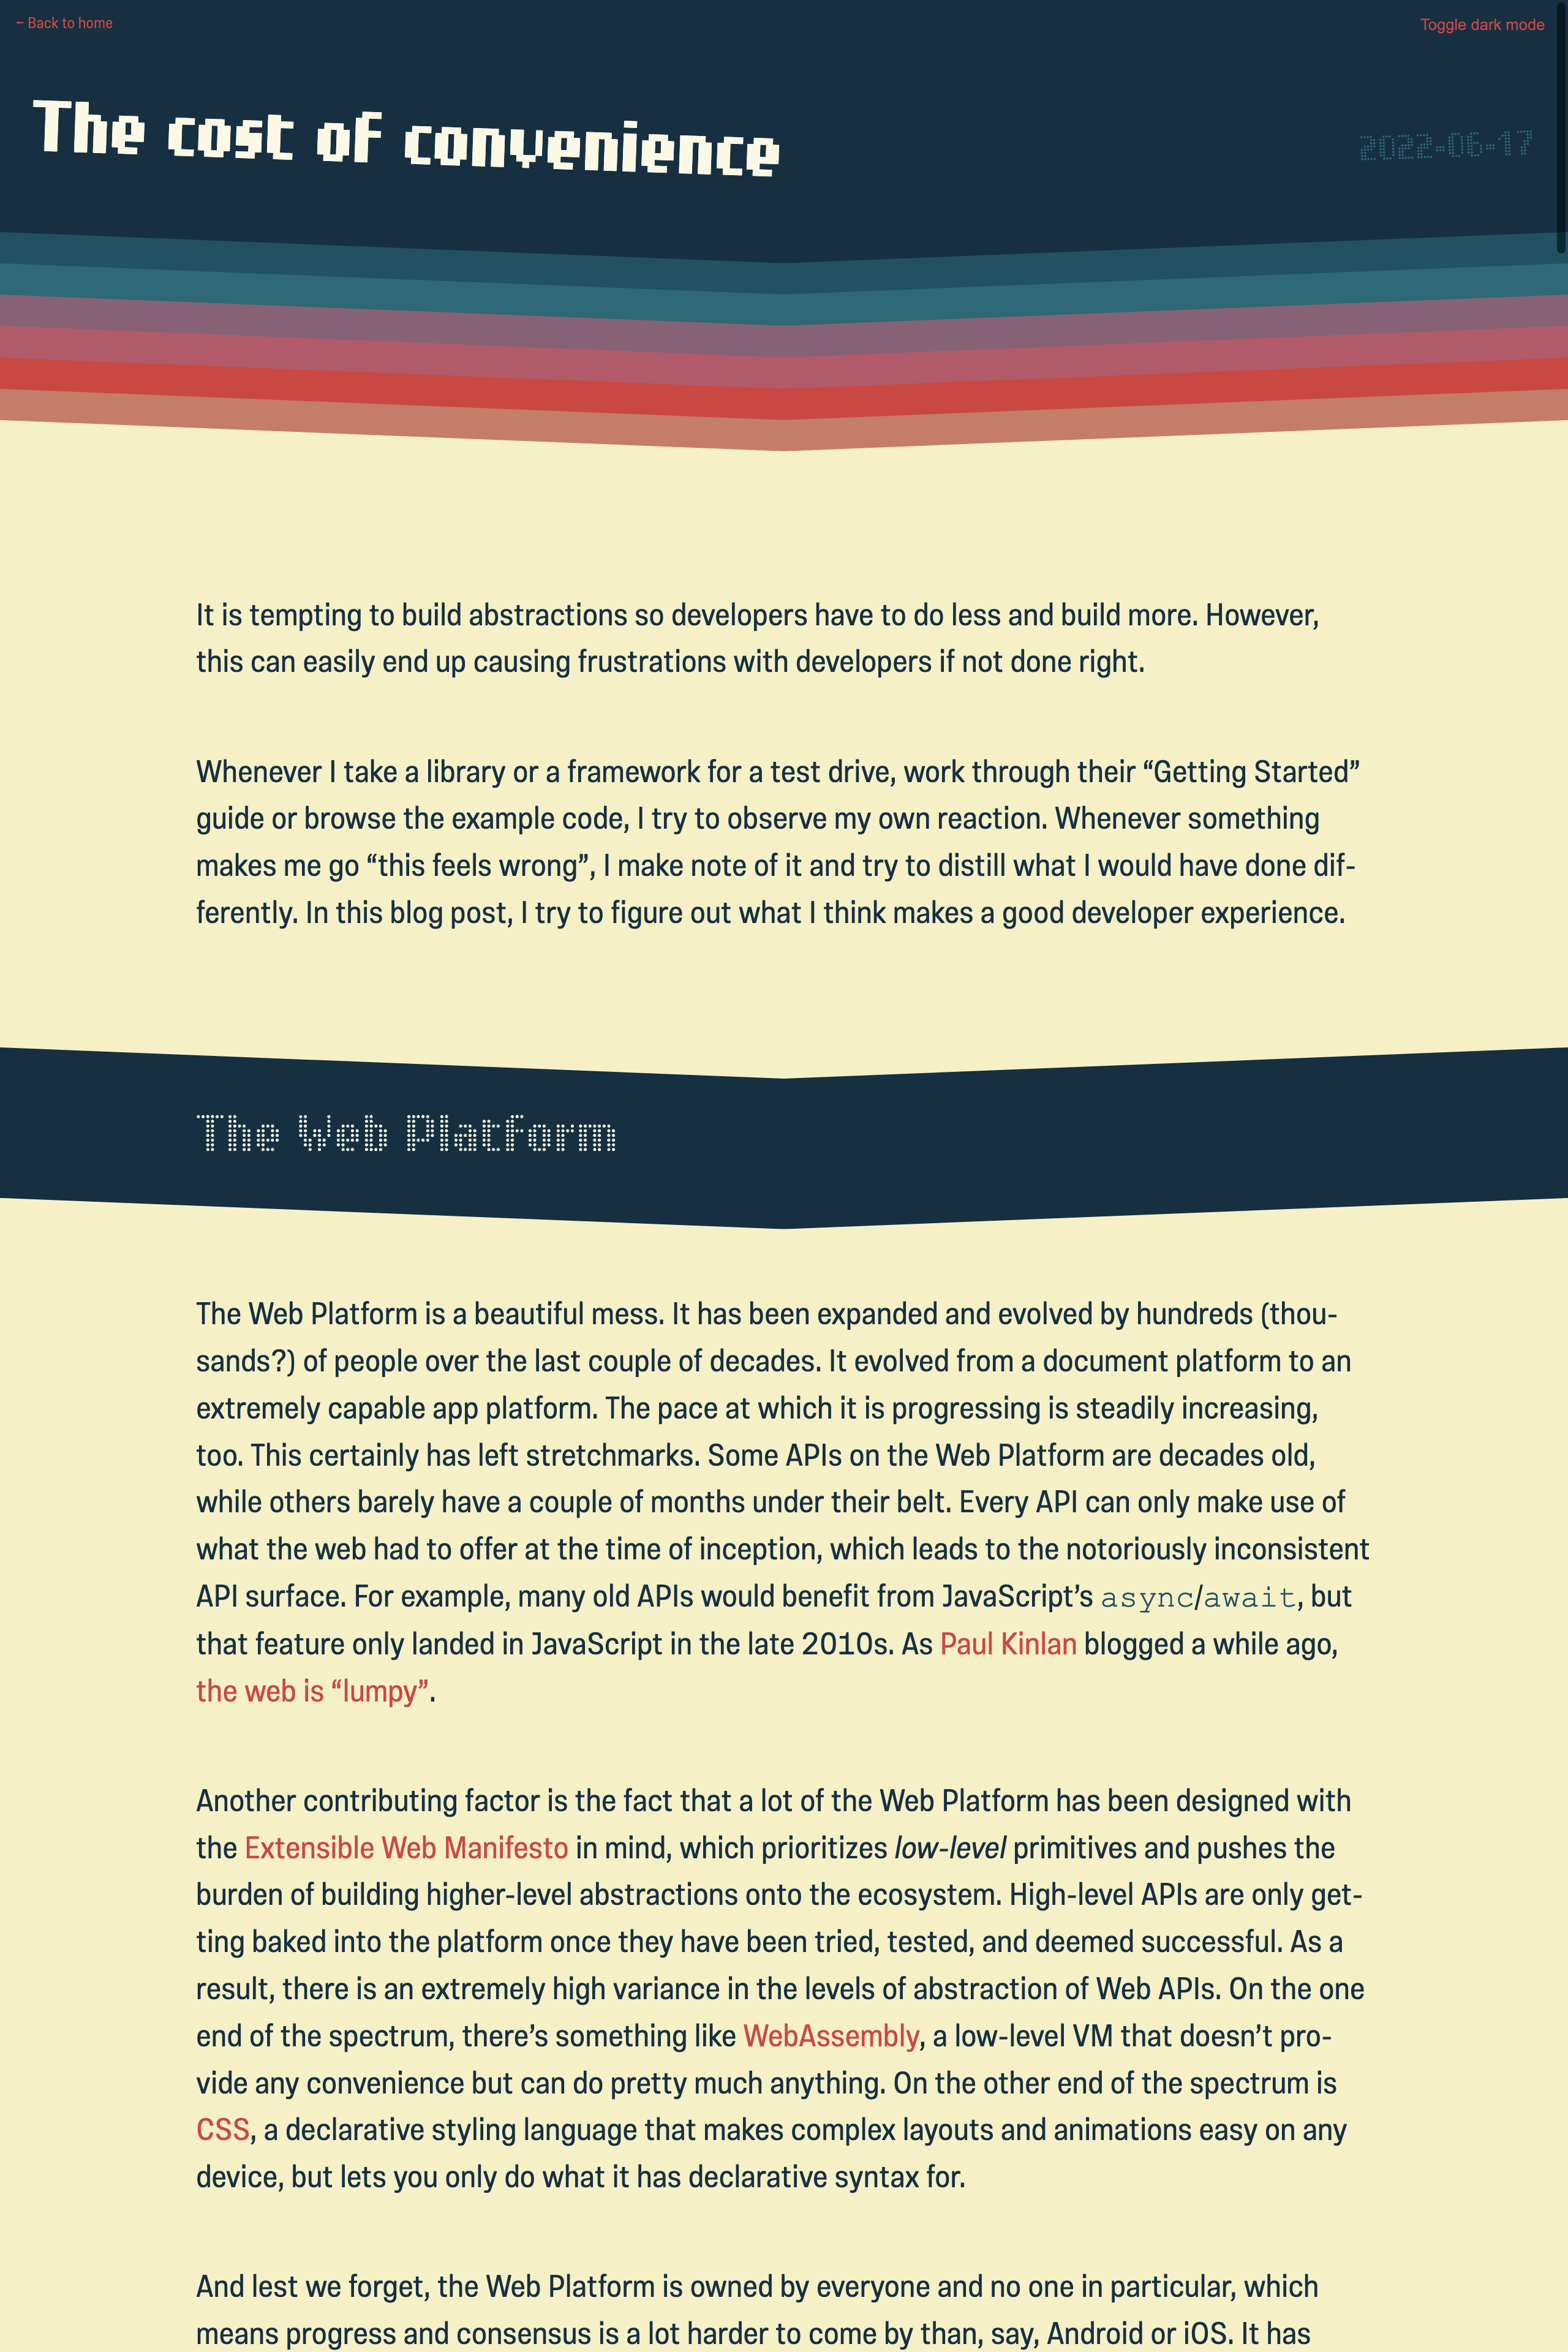 ← Back to home
Toggle dark mode
The cost of convenience
2022-06-17
It is tempting to build abstractions so developers have to do less and build more. However,
this can easily end up causing frustrations with developers if not done right.
Whenever I take a library or a framework for a test drive, work through their “Getting Started”
guide or browse the example code, I try to observe my own reaction. Whenever something
makes me go “this feels wrong”, I make note of it and try to distill what I would have done dif-
ferently. In this blog post, I try to figure out what I think makes a good developer experience.
The Web Platform
The Web Platform is a beautiful mess. It has been expanded and evolved by hundreds (thou-
sands?) of people over the last couple of decades. It evolved from a document platform to an
extremely capable app platform. The pace at which it is progressing is steadily increasing,
too. This certainly has left stretchmarks. Some APIs on the Web Platform are decades old,
while others barely have a couple of months under their belt. Every API can only make use of
what the web had to offer at the time of inception, which leads to the notoriously inconsistent
API surface. For example, many old APIs would benefit from JavaScript’s async/await, but
that feature only landed in JavaScript in the late 2010s. As Paul Kinlan blogged a while ago,
the web is “lumpy”.
Another contributing factor is the fact that a lot of the Web Platform has been designed with
the Extensible Web Manifesto in mind, which prioritizes low-level primitives and pushes the
burden of building higher-level abstractions onto the ecosystem. High-level APIs are only get-
ting baked into the platform once they have been tried, tested, and deemed successful. As a
result, there is an extremely high variance in the levels of abstraction of Web APIs. On the one
end of the spectrum, there’s something like WebAssembly, a low-level VM that doesn’t pro-
vide any convenience but can do pretty much anything. On the other end of the spectrum is
CSS, a declarative styling language that makes complex layouts and animations easy on any
device, but lets you only do what it has declarative syntax for.
And lest we forget, the Web Platform is owned by everyone and no one in particular, which
means progress and consensus is a lot harder to come by than, say, Android or iOS. It has